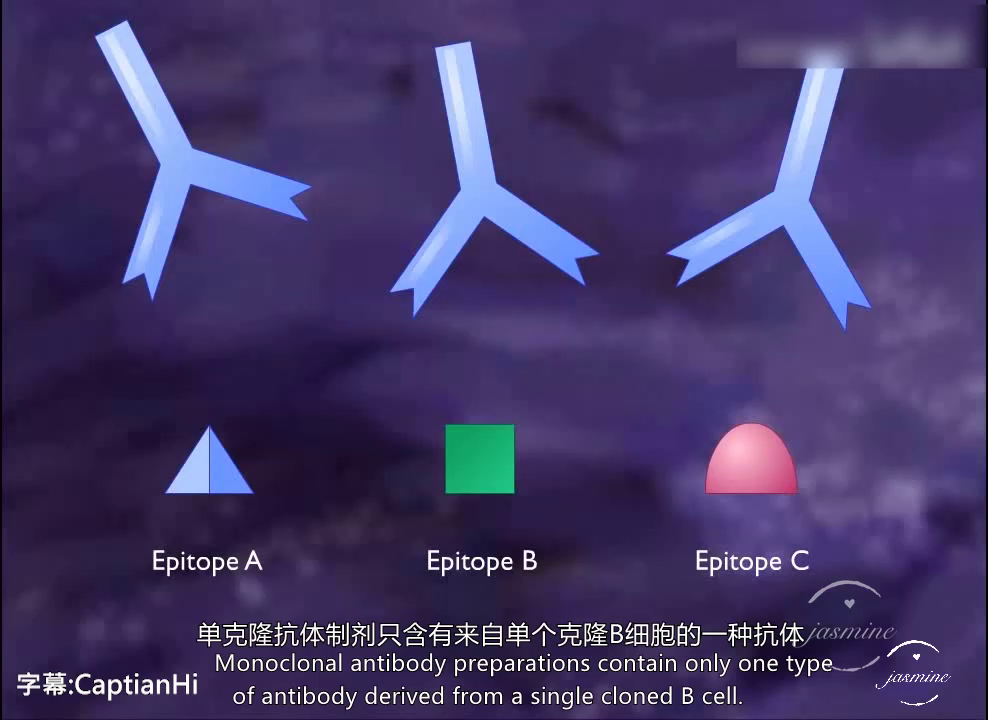 Epitope A
Epitope B
Epitope C
单克隆抗体制剂只含有来自单个克隆B细胞的一种抗体
Monoclonal antibody preparations contain only one type
of antibody derived from a single cloned B cell.
字幕:CaptianHi
jasmine
jasmine